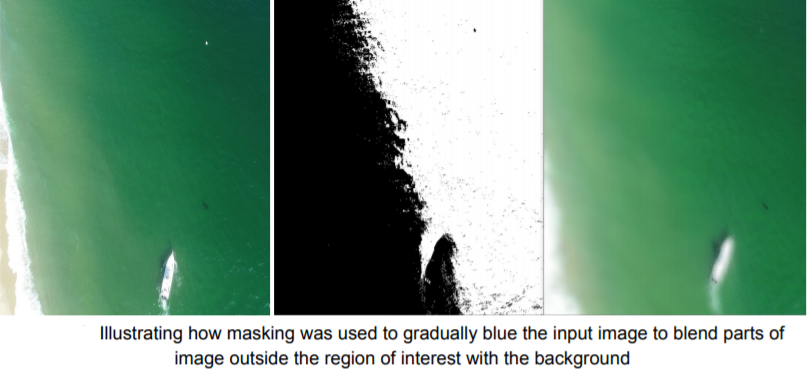 Illustrating how masking was used to gradually blue the input image to blend parts of
image outside the region of interest with the background